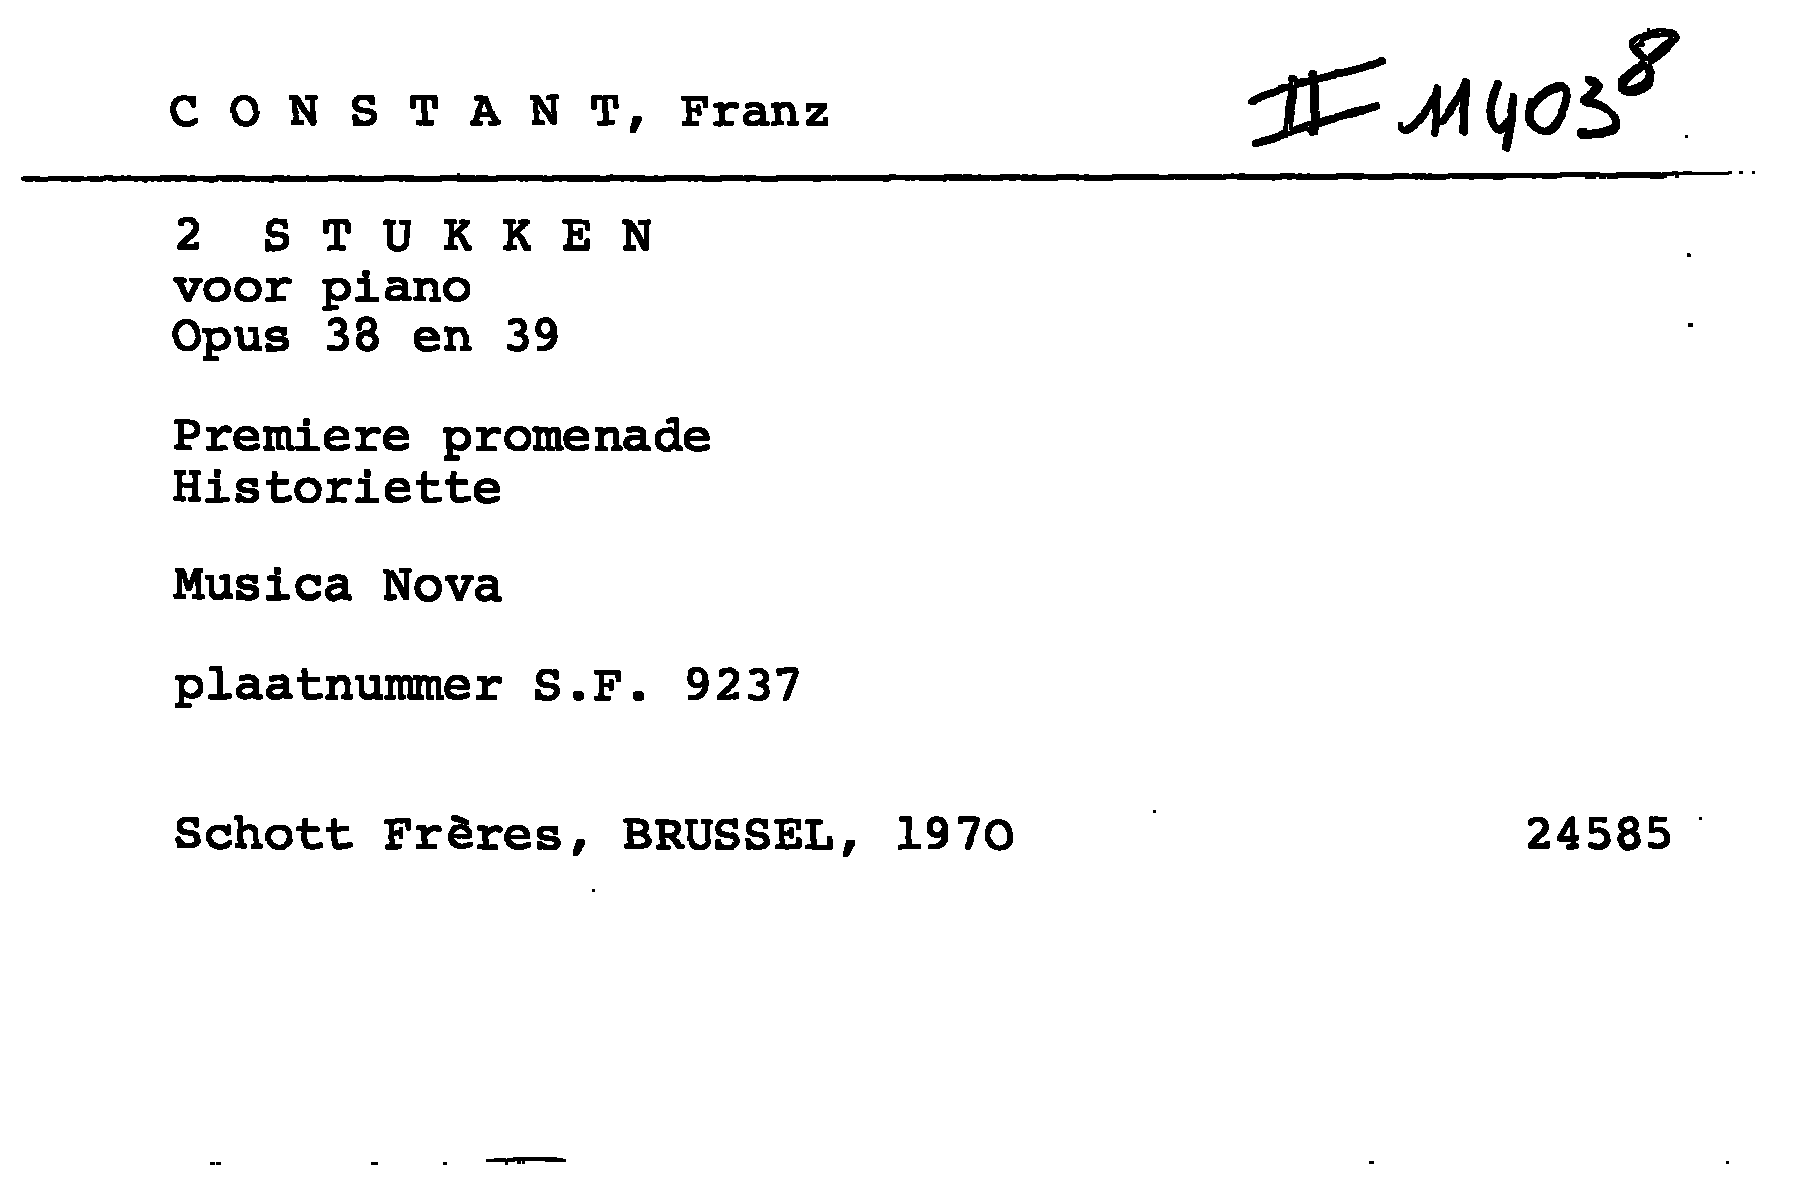 C O N S T A N T, Franz
II 11403⁸
2 S T U K K E N
voor piano
Opus 38 en 39
Premiere promenade
Historiette
Musica Nova
plaatnummer S.F. 9237
Schott Frères, BRUSSEL, 1970
24585